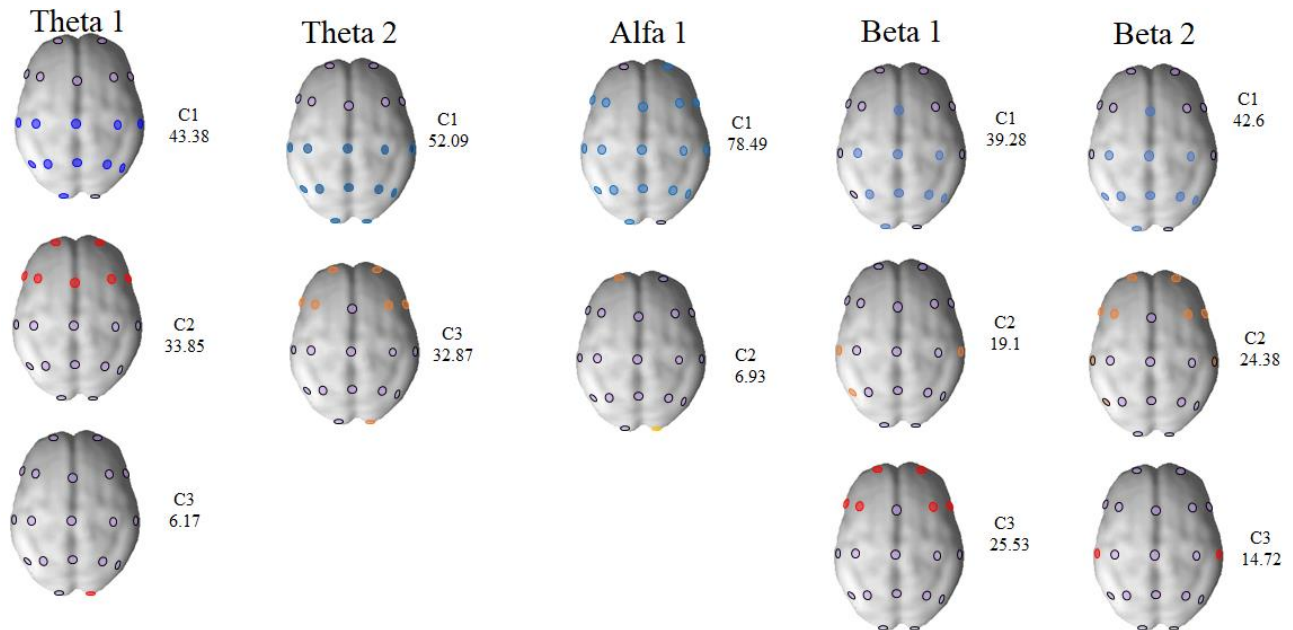 Theta 1
Theta 2
Alfa 1
Beta 1
Beta 2
C1
43.38
C1
52.09
C1
78.49
C1
39.28
C1
42.6
C2
33.85
C3
32.87
C2
6.93
C2
19.1
C2
24.38
C3
6.17
C3
25.53
C3
14.72